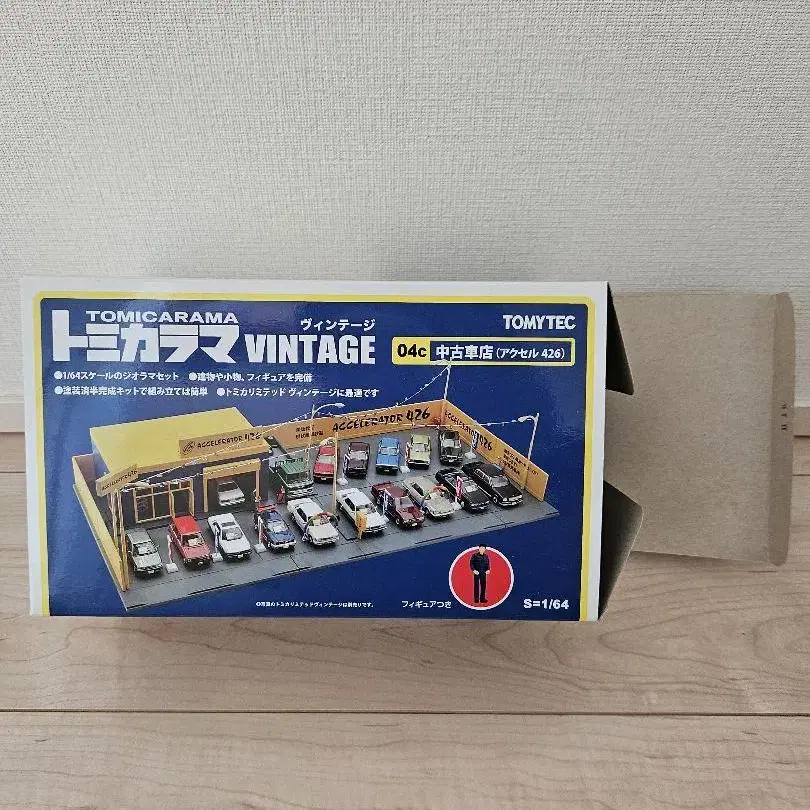 TOMICARAMA
トミカラマ VINTAGE
ヴィンテージ
TOMYTEC
04c 中古車店(アクセル 426)
●1/64スケールのジオラマセット ●建物や小物、フィギュアを完備
●塗装済半完成キットで組み立ては簡単 ●トミカリミテッド ヴィンテージに最適です
ACCELERATOR 426
ACCELERATOR 426
426
フィギュアつき
S=1/64